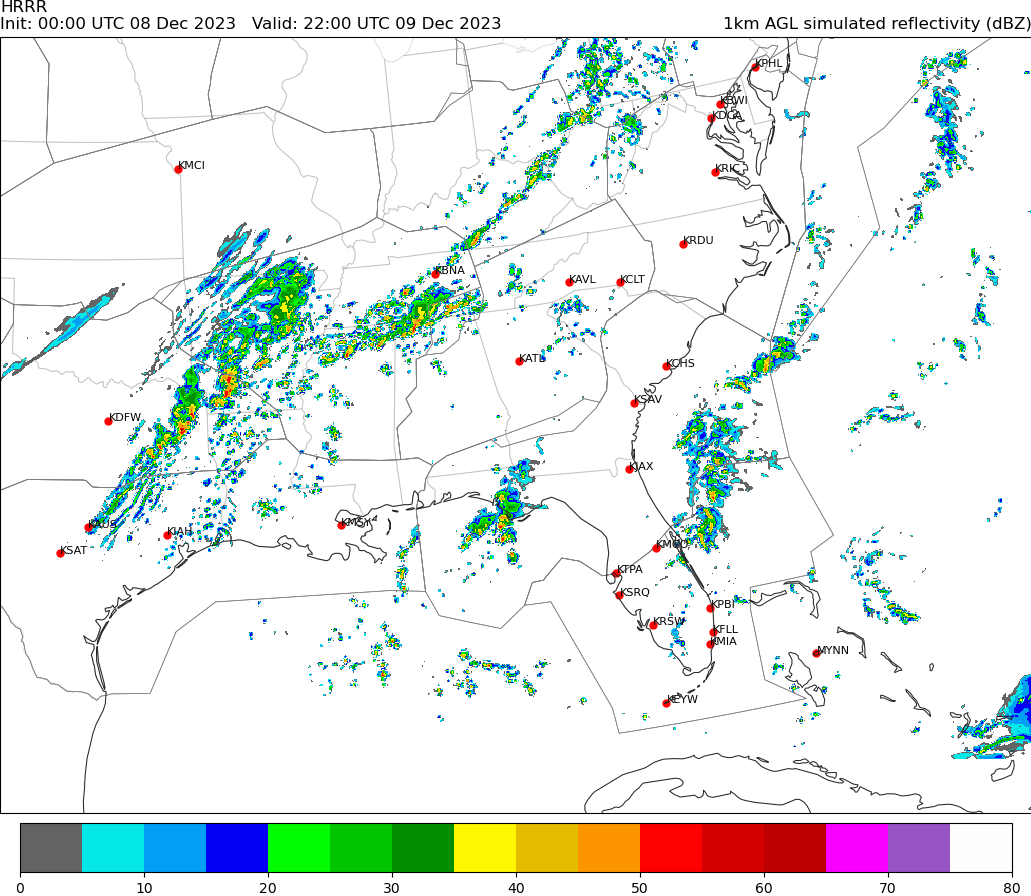 HRRR
Init: 00:00 UTC 08 Dec 2023   Valid: 22:00 UTC 09 Dec 2023   1km AGL simulated reflectivity (dBZ)
KPHL
KBWI
KDCA
KMCI
KRIC
KRDU
KBNA
KAVL
KCLT
KATL
KCHS
KSAV
KDFW
KJAX
KAUS
KMSY
KIAH
KSAT
KMCO
KTPA
KSRQ
KPBI
KRSW
KFLL
KMIA
MYNN
KEYW
0 10 20 30 40 50 60 70 80